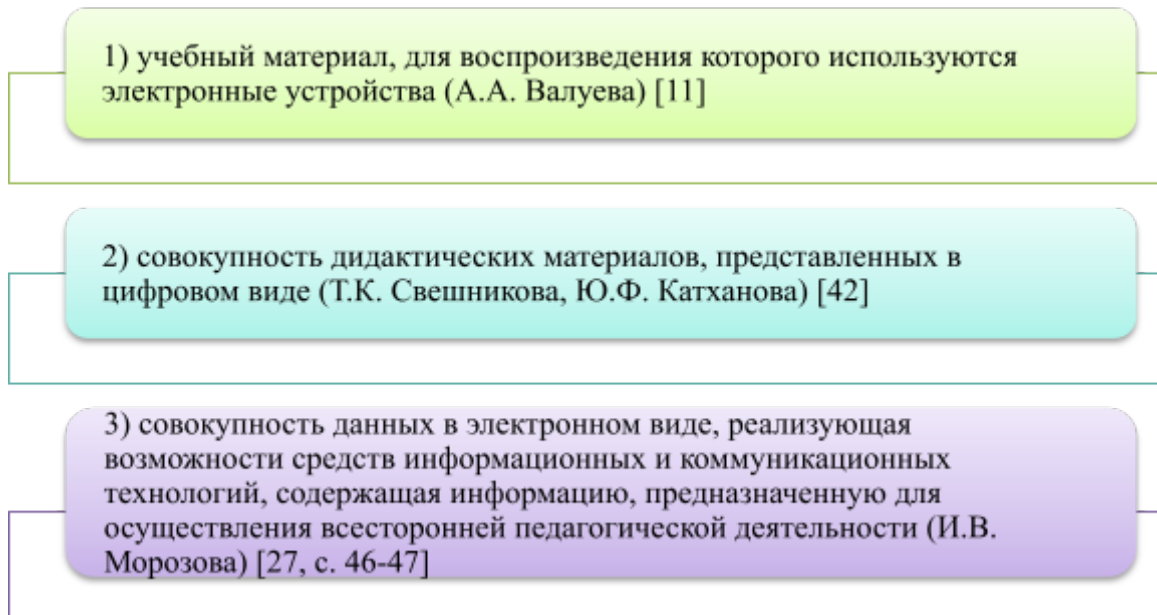 1) учебный материал, для воспроизведения которого используются
электронные устройства (А.А. Валуева) [11]
2) совокупность дидактических материалов, представленных в
цифровом виде (Т.К. Свешникова, Ю.Ф. Катханова) [42]
3) совокупность данных в электронном виде, реализующая
возможности средств информационных и коммуникационных
технологий, содержащая информацию, предназначенную для
осуществления всесторонней педагогической деятельности (И.В.
Морозова) [27, с. 46-47]